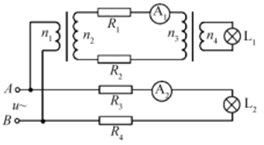 R₁ A₁
n₁ n₂ n₃ n₄ L₁
R₂
A R₃ A₂
u~ L₂
B R₄